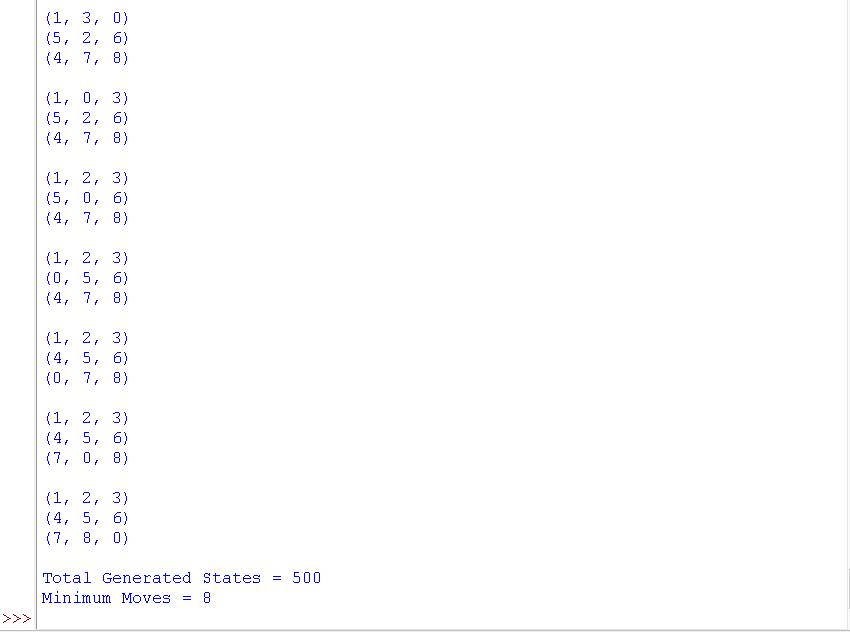 (1, 3, 0)
(5, 2, 6)
(4, 7, 8)
(1, 0, 3)
(5, 2, 6)
(4, 7, 8)
(1, 2, 3)
(5, 0, 6)
(4, 7, 8)
(1, 2, 3)
(0, 5, 6)
(4, 7, 8)
(1, 2, 3)
(4, 5, 6)
(0, 7, 8)
(1, 2, 3)
(4, 5, 6)
(7, 0, 8)
(1, 2, 3)
(4, 5, 6)
(7, 8, 0)
Total Generated States = 500
Minimum Moves = 8
>>>